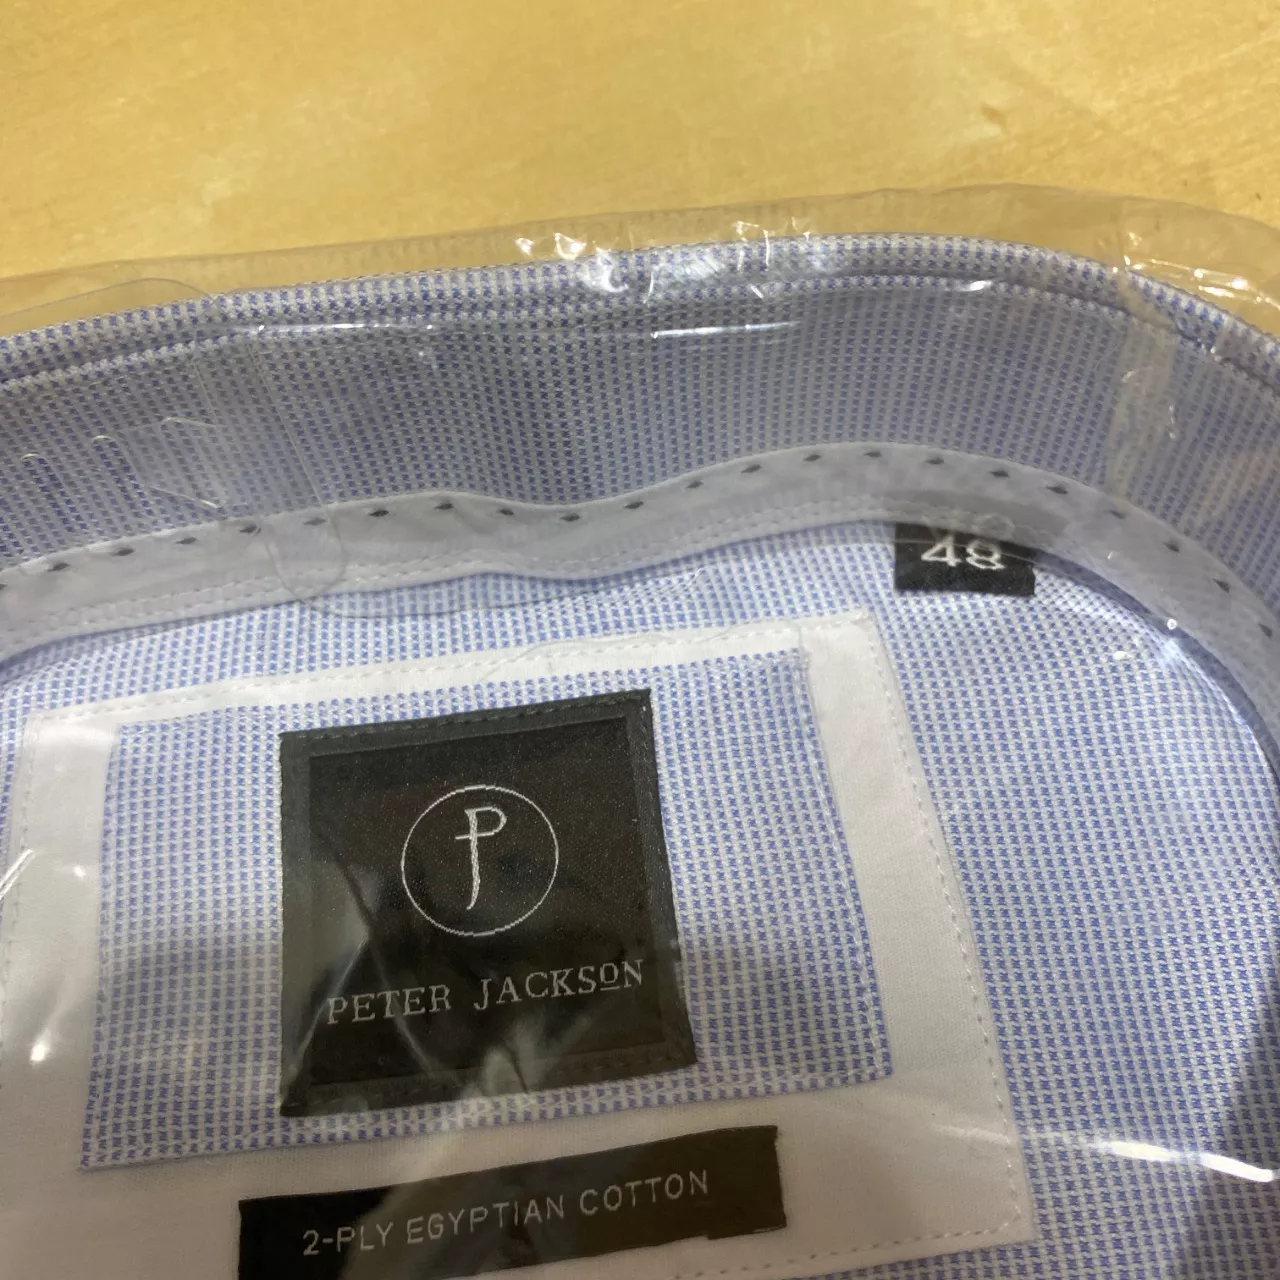 48
PETER JACKSON
2-PLY EGYPTIAN COTTON